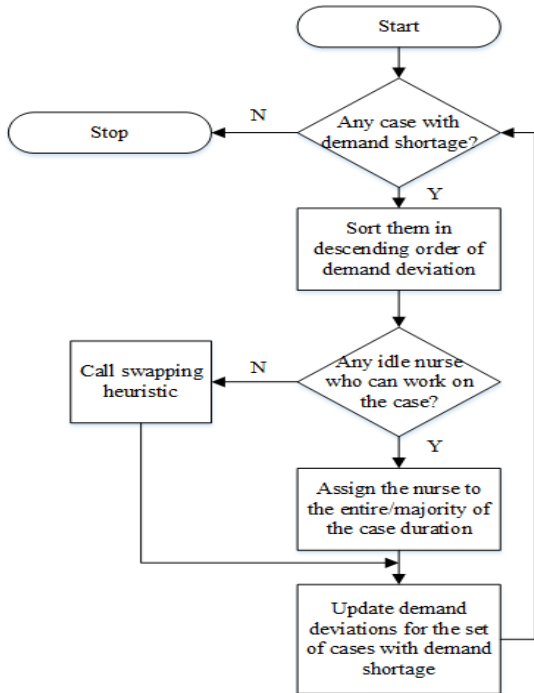 Start
Any case with
demand shortage?
N
Stop
Y
Sort them in
descending order of
demand deviation
Any idle nurse
who can work on
the case?
N
Call swapping
heuristic
Y
Assign the nurse to
the entire/majority of
the case duration
Update demand
deviations for the set
of cases with demand
shortage